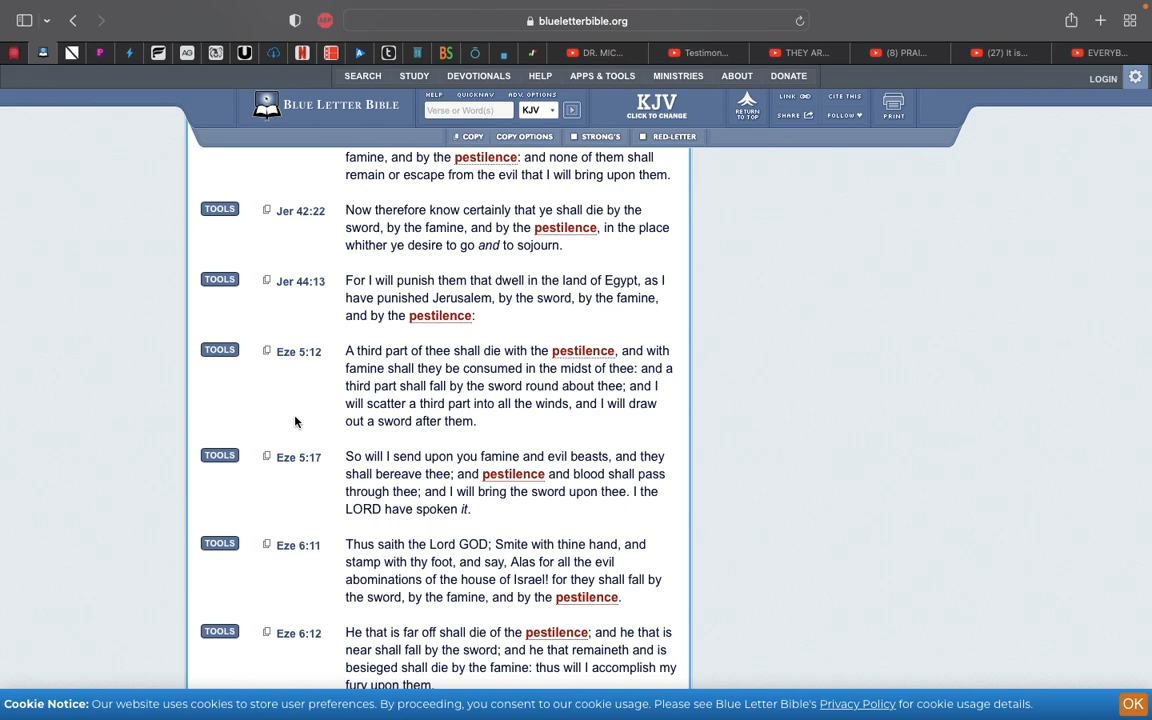 blueletterbible.org
ABP
AG
U
N
t
BS
DR. MIC...
Testimon...
THEY AR...
(8) PRAI...
(27) It is...
EVERYB...
SEARCH STUDY DEVOTIONALS HELP APPS & TOOLS MINISTRIES ABOUT DONATE
LOGIN
BLUE LETTER BIBLE
HELP QUICKNAV ADV. OPTIONS
Verse or Word(s) KJV
KJV
CLICK TO CHANGE
RETURN
TO TOP
LINK CITE THIS
SHARE FOLLOW
PRINT
COPY COPY OPTIONS STRONG'S RED-LETTER
famine, and by the pestilence: and none of them shall
remain or escape from the evil that I will bring upon them.
TOOLS Jer 42:22 Now therefore know certainly that ye shall die by the
sword, by the famine, and by the pestilence, in the place
whither ye desire to go and to sojourn.
TOOLS Jer 44:13 For I will punish them that dwell in the land of Egypt, as I
have punished Jerusalem, by the sword, by the famine,
and by the pestilence:
TOOLS Eze 5:12 A third part of thee shall die with the pestilence, and with
famine shall they be consumed in the midst of thee: and a
third part shall fall by the sword round about thee; and I
will scatter a third part into all the winds, and I will draw
out a sword after them.
TOOLS Eze 5:17 So will I send upon you famine and evil beasts, and they
shall bereave thee; and pestilence and blood shall pass
through thee; and I will bring the sword upon thee. I the
LORD have spoken it.
TOOLS Eze 6:11 Thus saith the Lord GOD; Smite with thine hand, and
stamp with thy foot, and say, Alas for all the evil
abominations of the house of Israel! for they shall fall by
the sword, by the famine, and by the pestilence.
TOOLS Eze 6:12 He that is far off shall die of the pestilence; and he that is
near shall fall by the sword; and he that remaineth and is
besieged shall die by the famine: thus will I accomplish my
fury upon them.
Cookie Notice: Our website uses cookies to store user preferences. By proceeding, you consent to our cookie usage. Please see Blue Letter Bible's Privacy Policy for cookie usage details.
OK